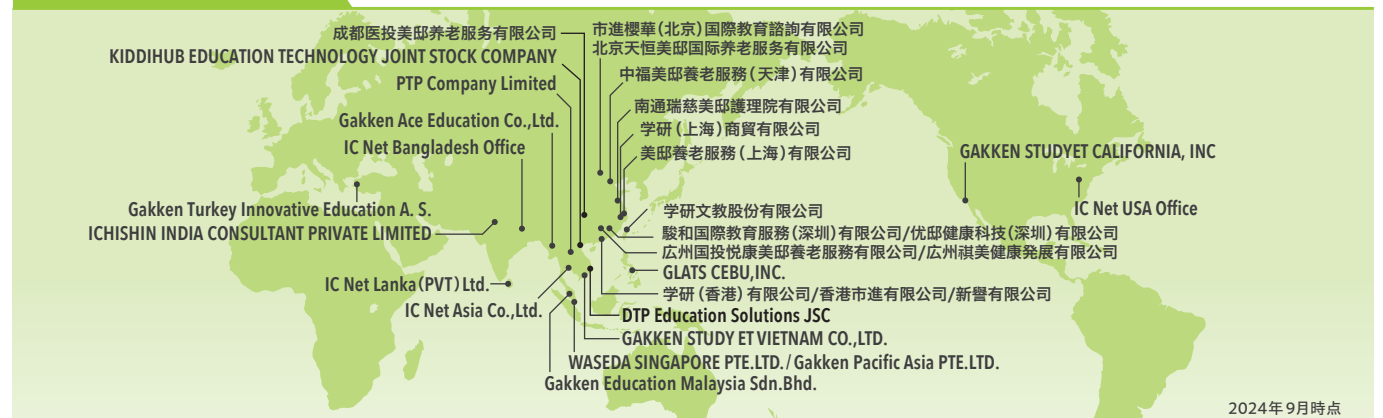 成都医投美邸养老服务有限公司
KIDDIHUB EDUCATION TECHNOLOGY JOINT STOCK COMPANY
PTP Company Limited
Gakken Ace Education Co.,Ltd.
IC Net Bangladesh Office
Gakken Turkey Innovative Education A. S.
ICHISHIN INDIA CONSULTANT PRIVATE LIMITED
IC Net Lanka(PVT)Ltd.
IC Net Asia Co.,Ltd.
市進櫻華(北京)国際教育諮詢有限公司
北京天恒美邸国际养老服务有限公司
中福美邸養老服務(天津)有限公司
南通瑞慈美邸護理院有限公司
学研(上海)商貿有限公司
美邸養老服務(上海)有限公司
学研文教股份有限公司
駿和国際教育服務(深圳)有限公司/优邸健康科技(深圳)有限公司
広州国投悦康美邸養老服務有限公司/広州祺美健康発展有限公司
GLATS CEBU,INC.
学研(香港)有限公司/香港市進有限公司/新譽有限公司
DTP Education Solutions JSC
GAKKEN STUDY ET VIETNAM CO.,LTD.
WASEDA SINGAPORE PTE.LTD./Gakken Pacific Asia PTE.LTD.
Gakken Education Malaysia Sdn.Bhd.
GAKKEN STUDYET CALIFORNIA, INC
IC Net USA Office
2024年9月時点